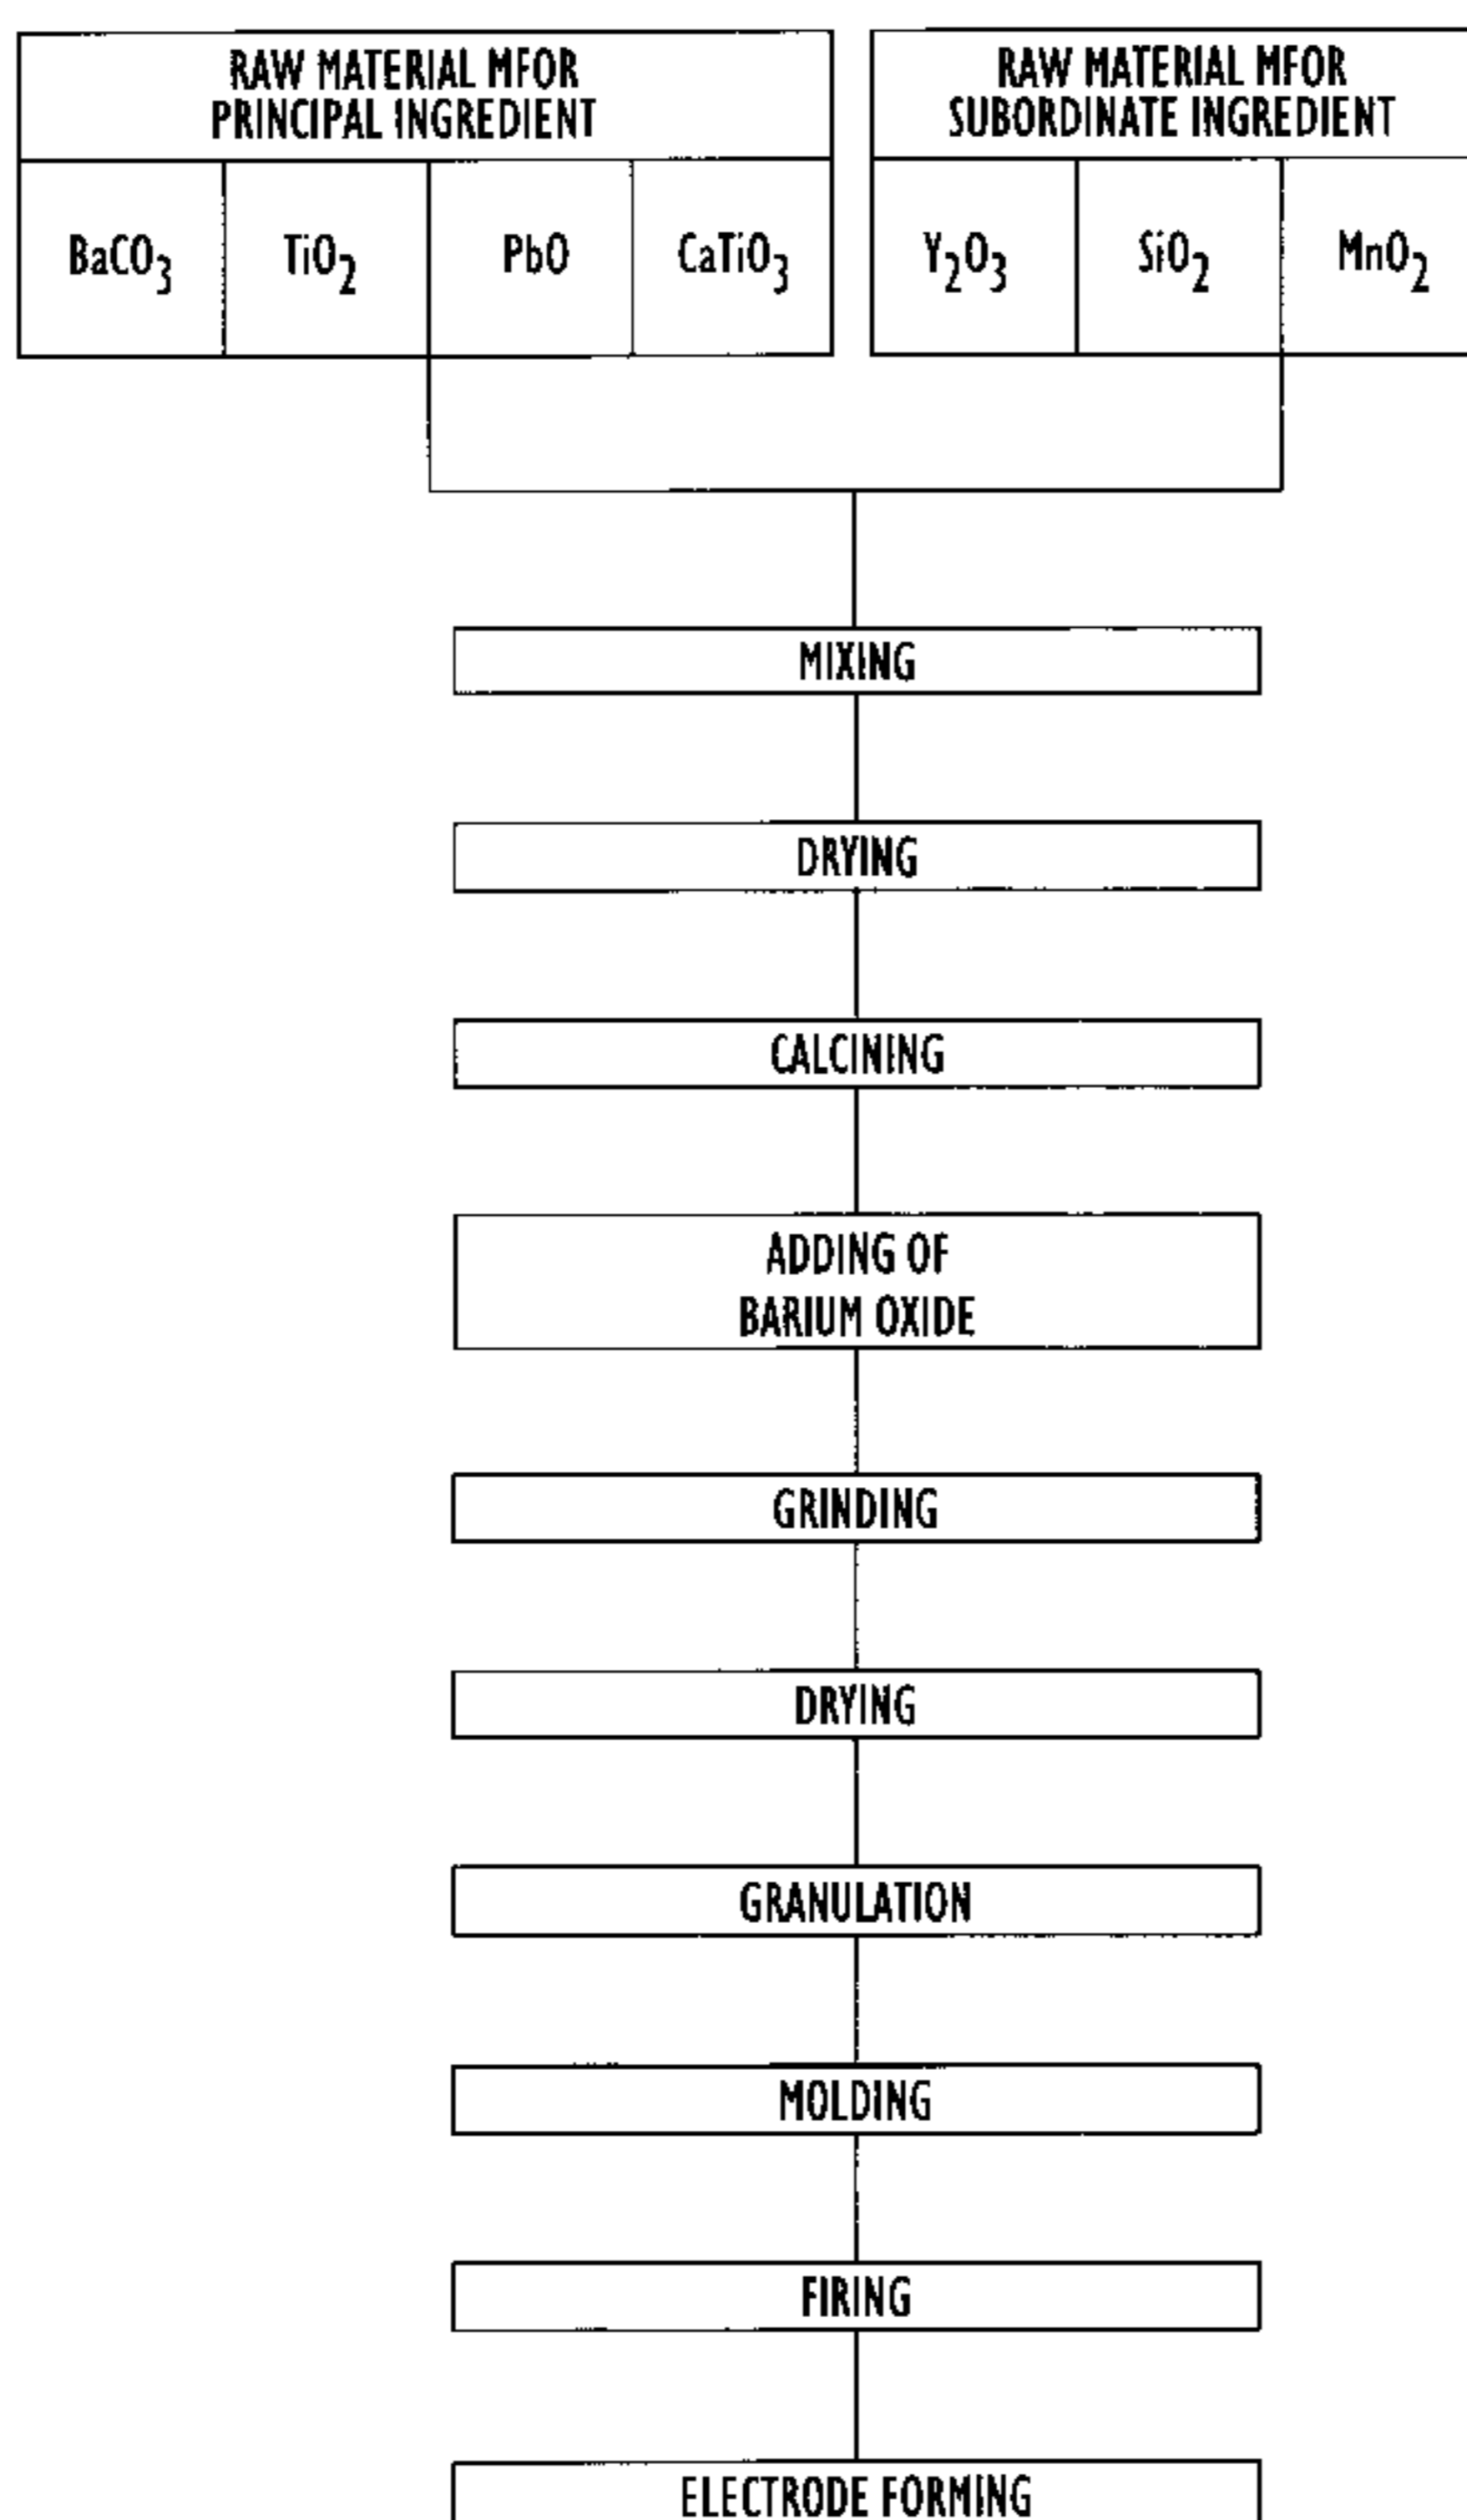 RAW MATERIAL MFOR
PRINCIPAL INGREDIENT
BaCO3 TiO2 PbO CaTiO3
RAW MATERIAL MFOR
SUBORDINATE INGREDIENT
Y2O3 SiO2 MnO2
MIXING
DRYING
CALCINING
ADDING OF
BARIUM OXIDE
GRINDING
DRYING
GRANULATION
MOLDING
FIRING
ELECTRODE FORMING